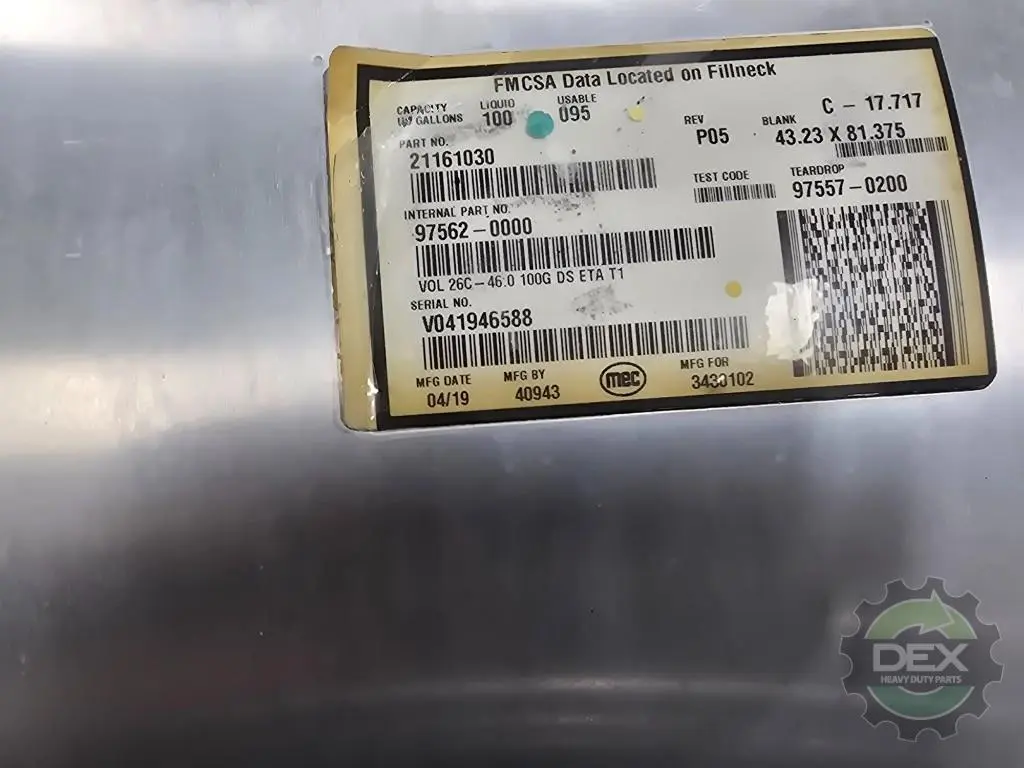 FMCSA Data Located on Fillneck
CAPACITY LIQUID USABLE
GALLONS 100 095
C - 17.717
REV BLANK
P05 43.23 X 81.375
PART NO.
21161030
TEST CODE TEARDROP
97557-0200
INTERNAL PART NO.
97562-0000
VOL 26C-46.0 100G DS ETA T1
SERIAL NO.
V041946588
MFG DATE MFG BY mec MFG FOR
04/19 40943 3430102
DEX
HEAVY DUTY PARTS